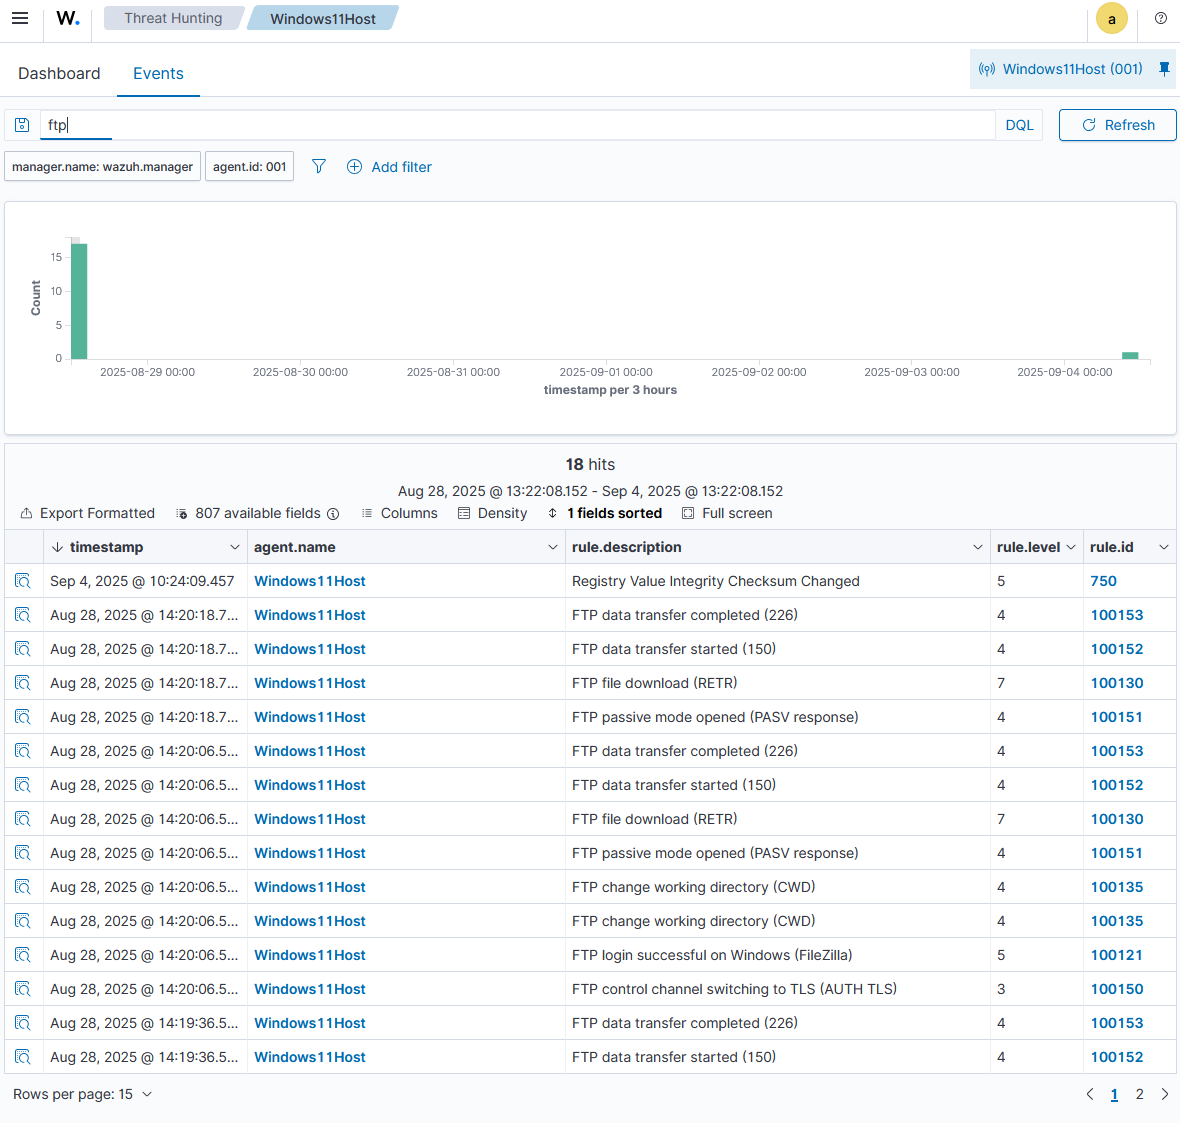 W. Threat Hunting Windows11Host a
Dashboard Events Windows11Host (001)
ftp DQL Refresh
manager.name: wazuh.manager agent.id: 001 Add filter
15
10
5
0
Count
2025-08-29 00:00 2025-08-30 00:00 2025-08-31 00:00 2025-09-01 00:00 2025-09-02 00:00 2025-09-03 00:00 2025-09-04 00:00
timestamp per 3 hours
18 hits
Aug 28, 2025 @ 13:22:08.152 - Sep 4, 2025 @ 13:22:08.152
Export Formatted 807 available fields Columns Density 1 fields sorted Full screen
timestamp agent.name rule.description rule.level rule.id
Sep 4, 2025 @ 10:24:09.457 Windows11Host Registry Value Integrity Checksum Changed 5 750
Aug 28, 2025 @ 14:20:18.7... Windows11Host FTP data transfer completed (226) 4 100153
Aug 28, 2025 @ 14:20:18.7... Windows11Host FTP data transfer started (150) 4 100152
Aug 28, 2025 @ 14:20:18.7... Windows11Host FTP file download (RETR) 7 100130
Aug 28, 2025 @ 14:20:18.7... Windows11Host FTP passive mode opened (PASV response) 4 100151
Aug 28, 2025 @ 14:20:06.5... Windows11Host FTP data transfer completed (226) 4 100153
Aug 28, 2025 @ 14:20:06.5... Windows11Host FTP data transfer started (150) 4 100152
Aug 28, 2025 @ 14:20:06.5... Windows11Host FTP file download (RETR) 7 100130
Aug 28, 2025 @ 14:20:06.5... Windows11Host FTP passive mode opened (PASV response) 4 100151
Aug 28, 2025 @ 14:20:06.5... Windows11Host FTP change working directory (CWD) 4 100135
Aug 28, 2025 @ 14:20:06.5... Windows11Host FTP change working directory (CWD) 4 100135
Aug 28, 2025 @ 14:20:06.5... Windows11Host FTP login successful on Windows (FileZilla) 5 100121
Aug 28, 2025 @ 14:20:06.5... Windows11Host FTP control channel switching to TLS (AUTH TLS) 3 100150
Aug 28, 2025 @ 14:19:36.5... Windows11Host FTP data transfer completed (226) 4 100153
Aug 28, 2025 @ 14:19:36.5... Windows11Host FTP data transfer started (150) 4 100152
Rows per page: 15 1 2